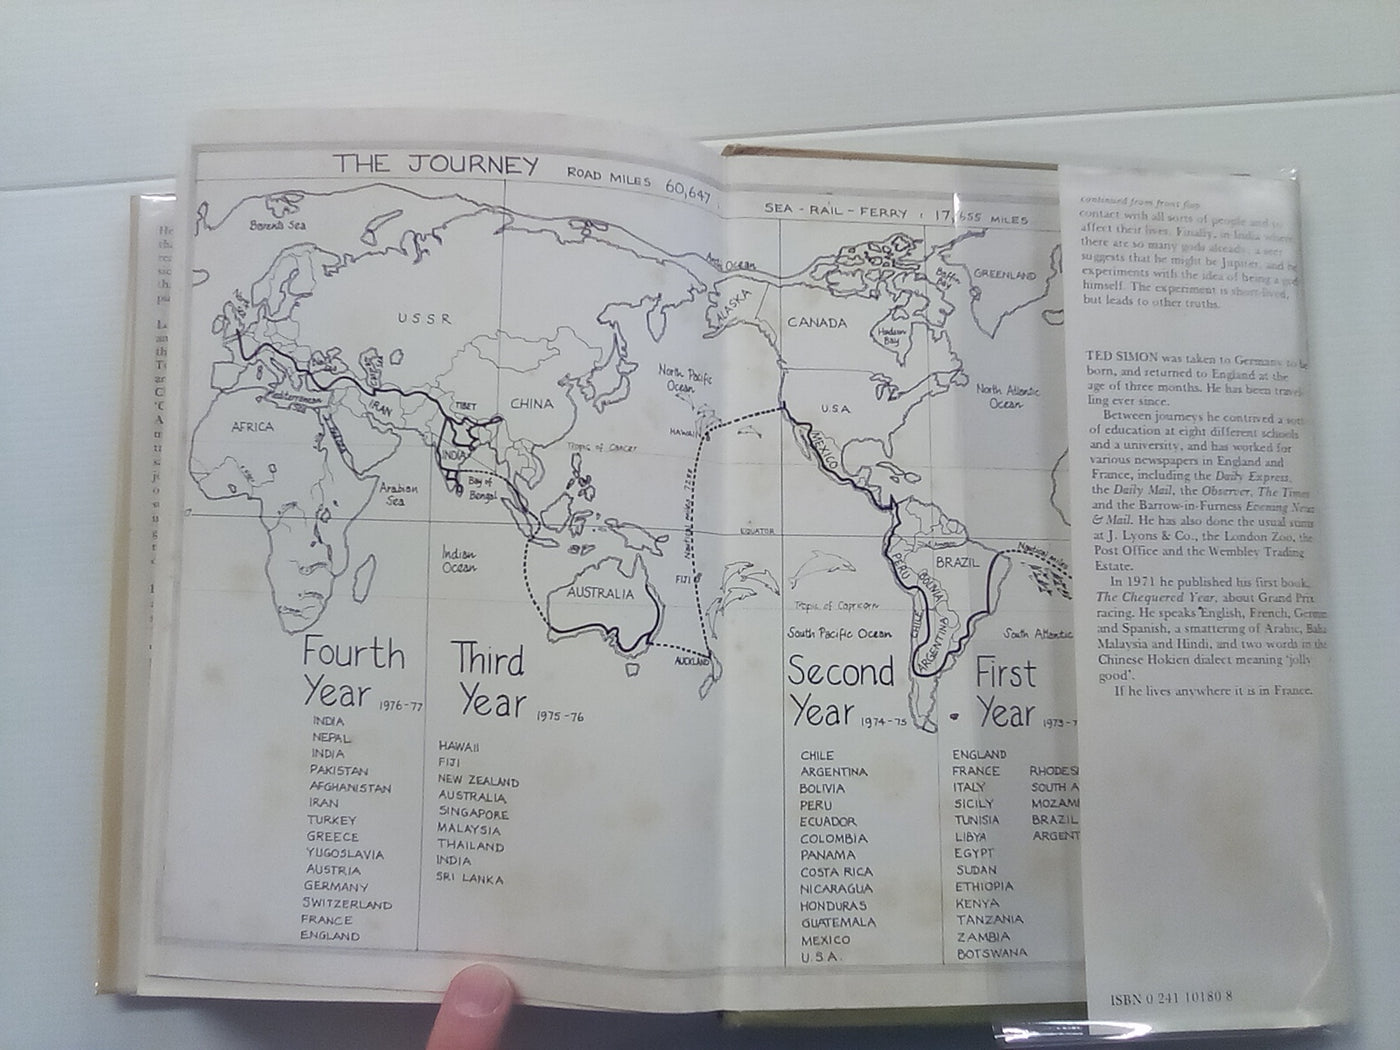 THE JOURNEY ROAD MILES 60,647
SEA-RAIL-FERRY: 17, 655 MILES
Barents Sea
USSR
TIBET
CHINA
IRAN
INDIA
Mediterranean
AFRICA
Arabian
Sea
Bay of
Bengal
Tropic of Cancer
Indian
Ocean
AUSTRALIA
North Pacific
Ocean
HAWAII
FIJI
AUCKLAND
Ocean
ALASKA
CANADA
Hudson
Bay
Baffin
Bay
GREENLAND
U.S.A.
North Atlantic
Ocean
MEXICO
EQUATOR
PERU
BOLIVIA
BRAZIL
CHILE
ARGENTINA
Nautical miles
Tropic of Capricorn
South Pacific Ocean
South Atlantic
Fourth
Year 1976-77
INDIA
NEPAL
INDIA
PAKISTAN
AFGHANISTAN
IRAN
TURKEY
GREECE
YUGOSLAVIA
AUSTRIA
GERMANY
SWITZERLAND
FRANCE
ENGLAND
Third
Year 1975-76
HAWAII
FIJI
NEW ZEALAND
AUSTRALIA
SINGAPORE
MALAYSIA
THAILAND
INDIA
SRI LANKA
Second
Year 1974-75
CHILE
ARGENTINA
BOLIVIA
PERU
ECUADOR
COLOMBIA
PANAMA
COSTA RICA
NICARAGUA
HONDURAS
GUATEMALA
MEXICO
U.S.A.
First
Year 1973-7
ENGLAND
FRANCE
ITALY
SICILY
TUNISIA
LIBYA
EGYPT
SUDAN
ETHIOPIA
KENYA
TANZANIA
ZAMBIA
BOTSWANA
RHODESI
SOUTH A
MOZAM
BRAZIL
ARGENT
continued from front flap
contact with all sorts of people and to
affect their lives. Finally, in India where
there are so many gods already, a seer
suggests that he might be Jupiter, and he
experiments with the idea of being a god
himself. The experiment is short-lived,
but leads to other truths.
TED SIMON was taken to Germany to be
born, and returned to England at the
age of three months. He has been travel-
ling ever since.
Between journeys he contrived a sort
of education at eight different schools
and a university, and has worked for
various newspapers in England and
France, including the Daily Express,
the Daily Mail, the Observer, The Times
and the Barrow-in-Furness Evening News
& Mail. He has also done the usual stints
at J. Lyons & Co., the London Zoo, the
Post Office and the Wembley Trading
Estate.
In 1971 he published his first book,
The Chequered Year, about Grand Prix
racing. He speaks English, French, German
and Spanish, a smattering of Arabic, Baha
Malaysia and Hindi, and two words in the
Chinese Hokien dialect meaning 'jolly
good'.
If he lives anywhere it is in France.
ISBN 0 241 10180 8